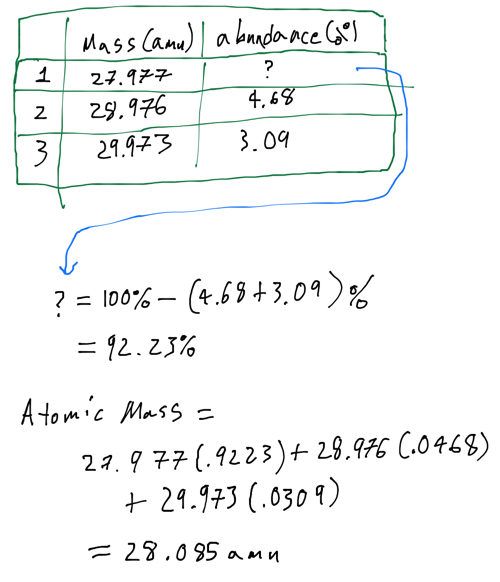 Mass(amu) abundance(%)
1 27.977 ?
2 28.976 4.68
3 29.973 3.09
? = 100% − (4.68+3.09)%
= 92.23%
Atomic Mass =
27.977(.9223) + 28.976(.0468)
+ 29.973(.0309)
= 28.085 amu